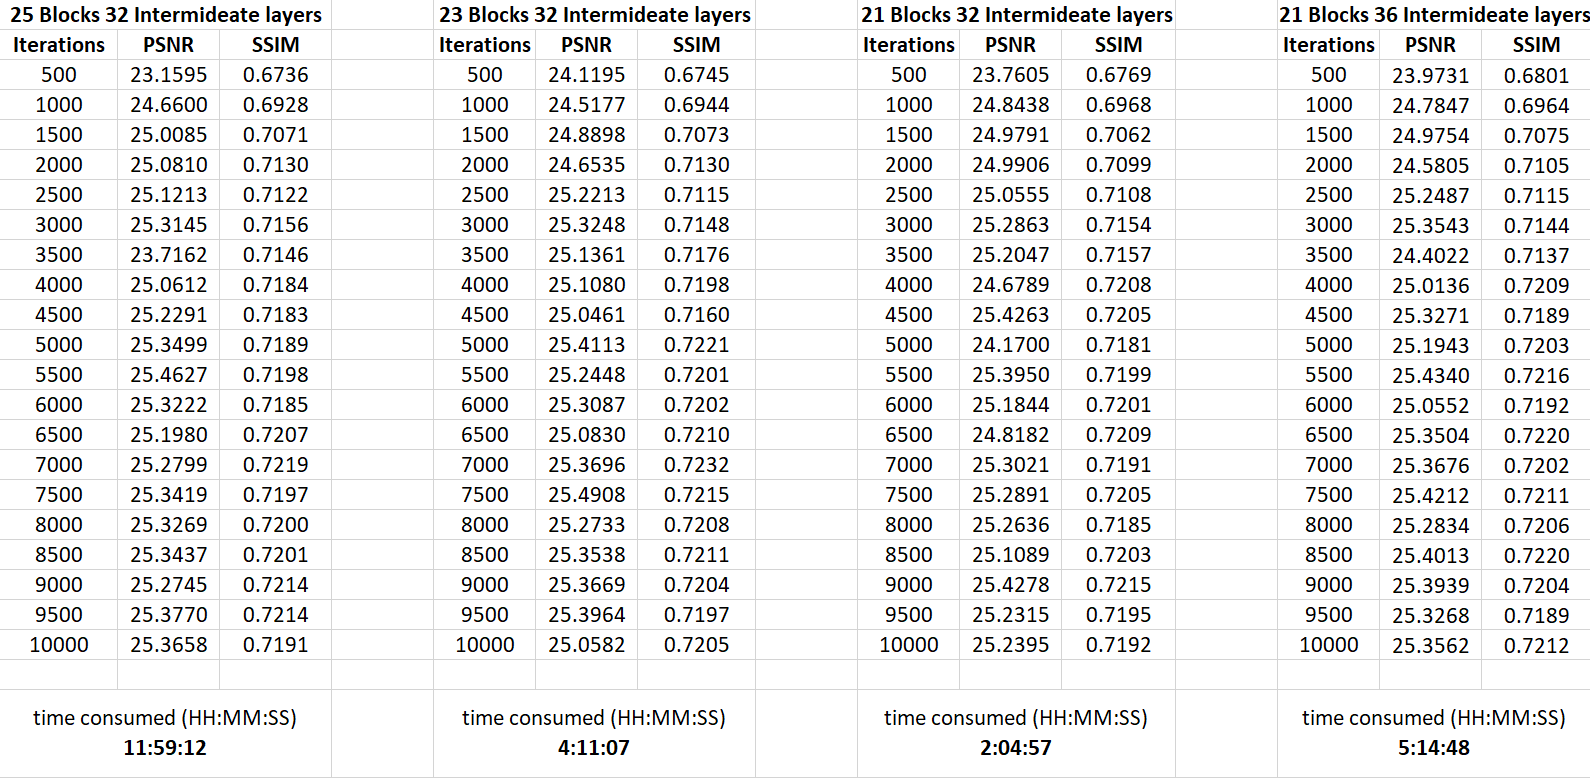 25 Blocks 32 Intermideate layers 23 Blocks 32 Intermideate layers 21 Blocks 32 Intermideate layers 21 Blocks 36 Intermideate layers
Iterations PSNR SSIM Iterations PSNR SSIM Iterations PSNR SSIM Iterations PSNR SSIM
500 23.1595 0.6736 500 24.1195 0.6745 500 23.7605 0.6769 500 23.9731 0.6801
1000 24.6600 0.6928 1000 24.5177 0.6944 1000 24.8438 0.6968 1000 24.7847 0.6964
1500 25.0085 0.7071 1500 24.8898 0.7073 1500 24.9791 0.7062 1500 24.9754 0.7075
2000 25.0810 0.7130 2000 24.6535 0.7130 2000 24.9906 0.7099 2000 24.5805 0.7105
2500 25.1213 0.7122 2500 25.2213 0.7115 2500 25.0555 0.7108 2500 25.2487 0.7115
3000 25.3145 0.7156 3000 25.3248 0.7148 3000 25.2863 0.7154 3000 25.3543 0.7144
3500 23.7162 0.7146 3500 25.1361 0.7176 3500 25.2047 0.7157 3500 24.4022 0.7137
4000 25.0612 0.7184 4000 25.1080 0.7198 4000 24.6789 0.7208 4000 25.0136 0.7209
4500 25.2291 0.7183 4500 25.0461 0.7160 4500 25.4263 0.7205 4500 25.3271 0.7189
5000 25.3499 0.7189 5000 25.4113 0.7221 5000 24.1700 0.7181 5000 25.1943 0.7203
5500 25.4627 0.7198 5500 25.2448 0.7201 5500 25.3950 0.7199 5500 25.4340 0.7216
6000 25.3222 0.7185 6000 25.3087 0.7202 6000 25.1844 0.7201 6000 25.0552 0.7192
6500 25.1980 0.7207 6500 25.0830 0.7210 6500 24.8182 0.7209 6500 25.3504 0.7220
7000 25.2799 0.7219 7000 25.3696 0.7232 7000 25.3021 0.7191 7000 25.3676 0.7202
7500 25.3419 0.7197 7500 25.4908 0.7215 7500 25.2891 0.7205 7500 25.4212 0.7211
8000 25.3269 0.7200 8000 25.2733 0.7208 8000 25.2636 0.7185 8000 25.2834 0.7206
8500 25.3437 0.7201 8500 25.3538 0.7211 8500 25.1089 0.7203 8500 25.4013 0.7220
9000 25.2745 0.7214 9000 25.3669 0.7204 9000 25.4278 0.7215 9000 25.3939 0.7204
9500 25.3770 0.7214 9500 25.3964 0.7197 9500 25.2315 0.7195 9500 25.3268 0.7189
10000 25.3658 0.7191 10000 25.0582 0.7205 10000 25.2395 0.7192 10000 25.3562 0.7212
time consumed (HH:MM:SS) time consumed (HH:MM:SS) time consumed (HH:MM:SS) time consumed (HH:MM:SS)
11:59:12 4:11:07 2:04:57 5:14:48